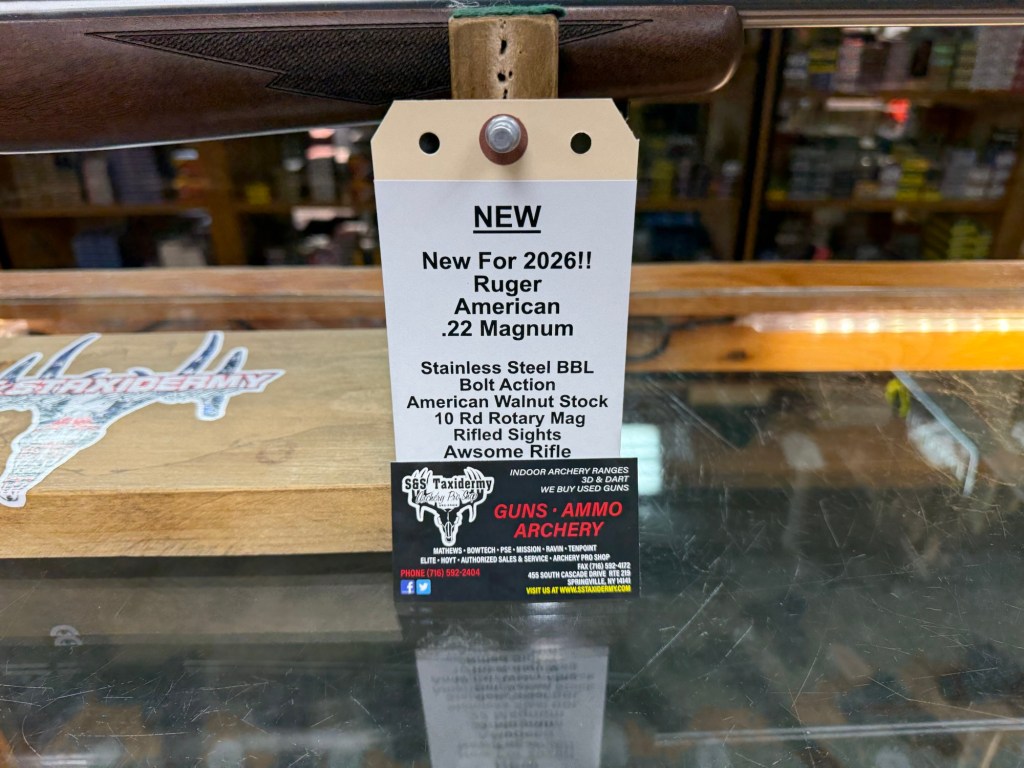 NEW
New For 2026!!
Ruger
American
.22 Magnum
Stainless Steel BBL
Bolt Action
American Walnut Stock
10 Rd Rotary Mag
Rifled Sights
Awsome Rifle
S&S Taxidermy
Archery Pro Shop
INDOOR ARCHERY RANGES
3D & DART
WE BUY USED GUNS
GUNS · AMMO
ARCHERY
MATHEWS • BOWTECH • PSE • MISSION • RAVIN • TENPOINT
ELITE • HOYT • AUTHORIZED SALES & SERVICE • ARCHERY PRO SHOP
PHONE (716) 592-2404
FAX (716) 592-4172
455 SOUTH CASCADE DRIVE RTE 219
SPRINGVILLE, NY 14141
VISIT US AT WWW.SSTAXIDERMY.COM
STAXIDERMY